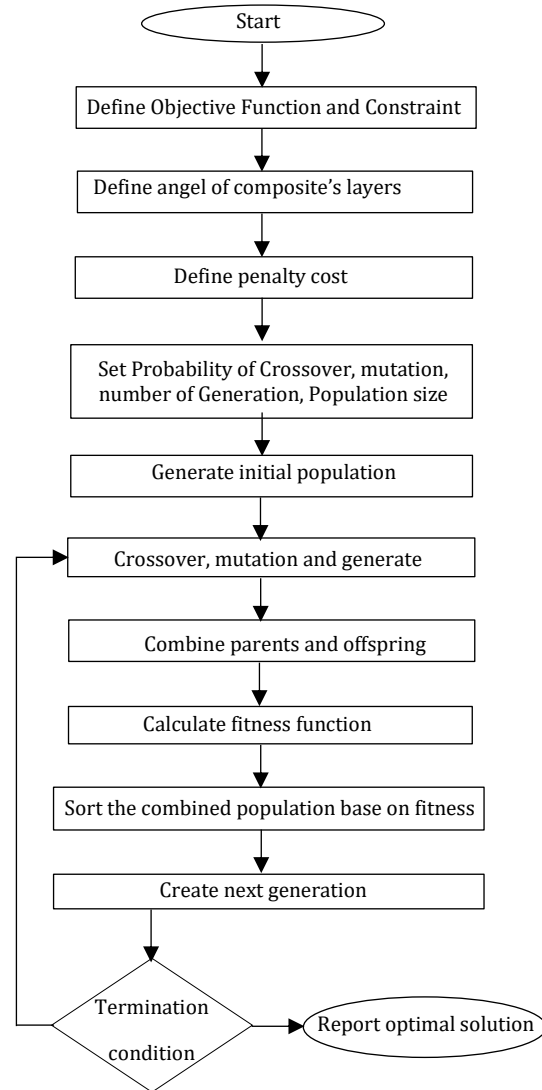 Start
Define Objective Function and Constraint
Define angel of composite's layers
Define penalty cost
Set Probability of Crossover, mutation,
number of Generation, Population size
Generate initial population
Crossover, mutation and generate
Combine parents and offspring
Calculate fitness function
Sort the combined population base on fitness
Create next generation
Termination
condition
Report optimal solution